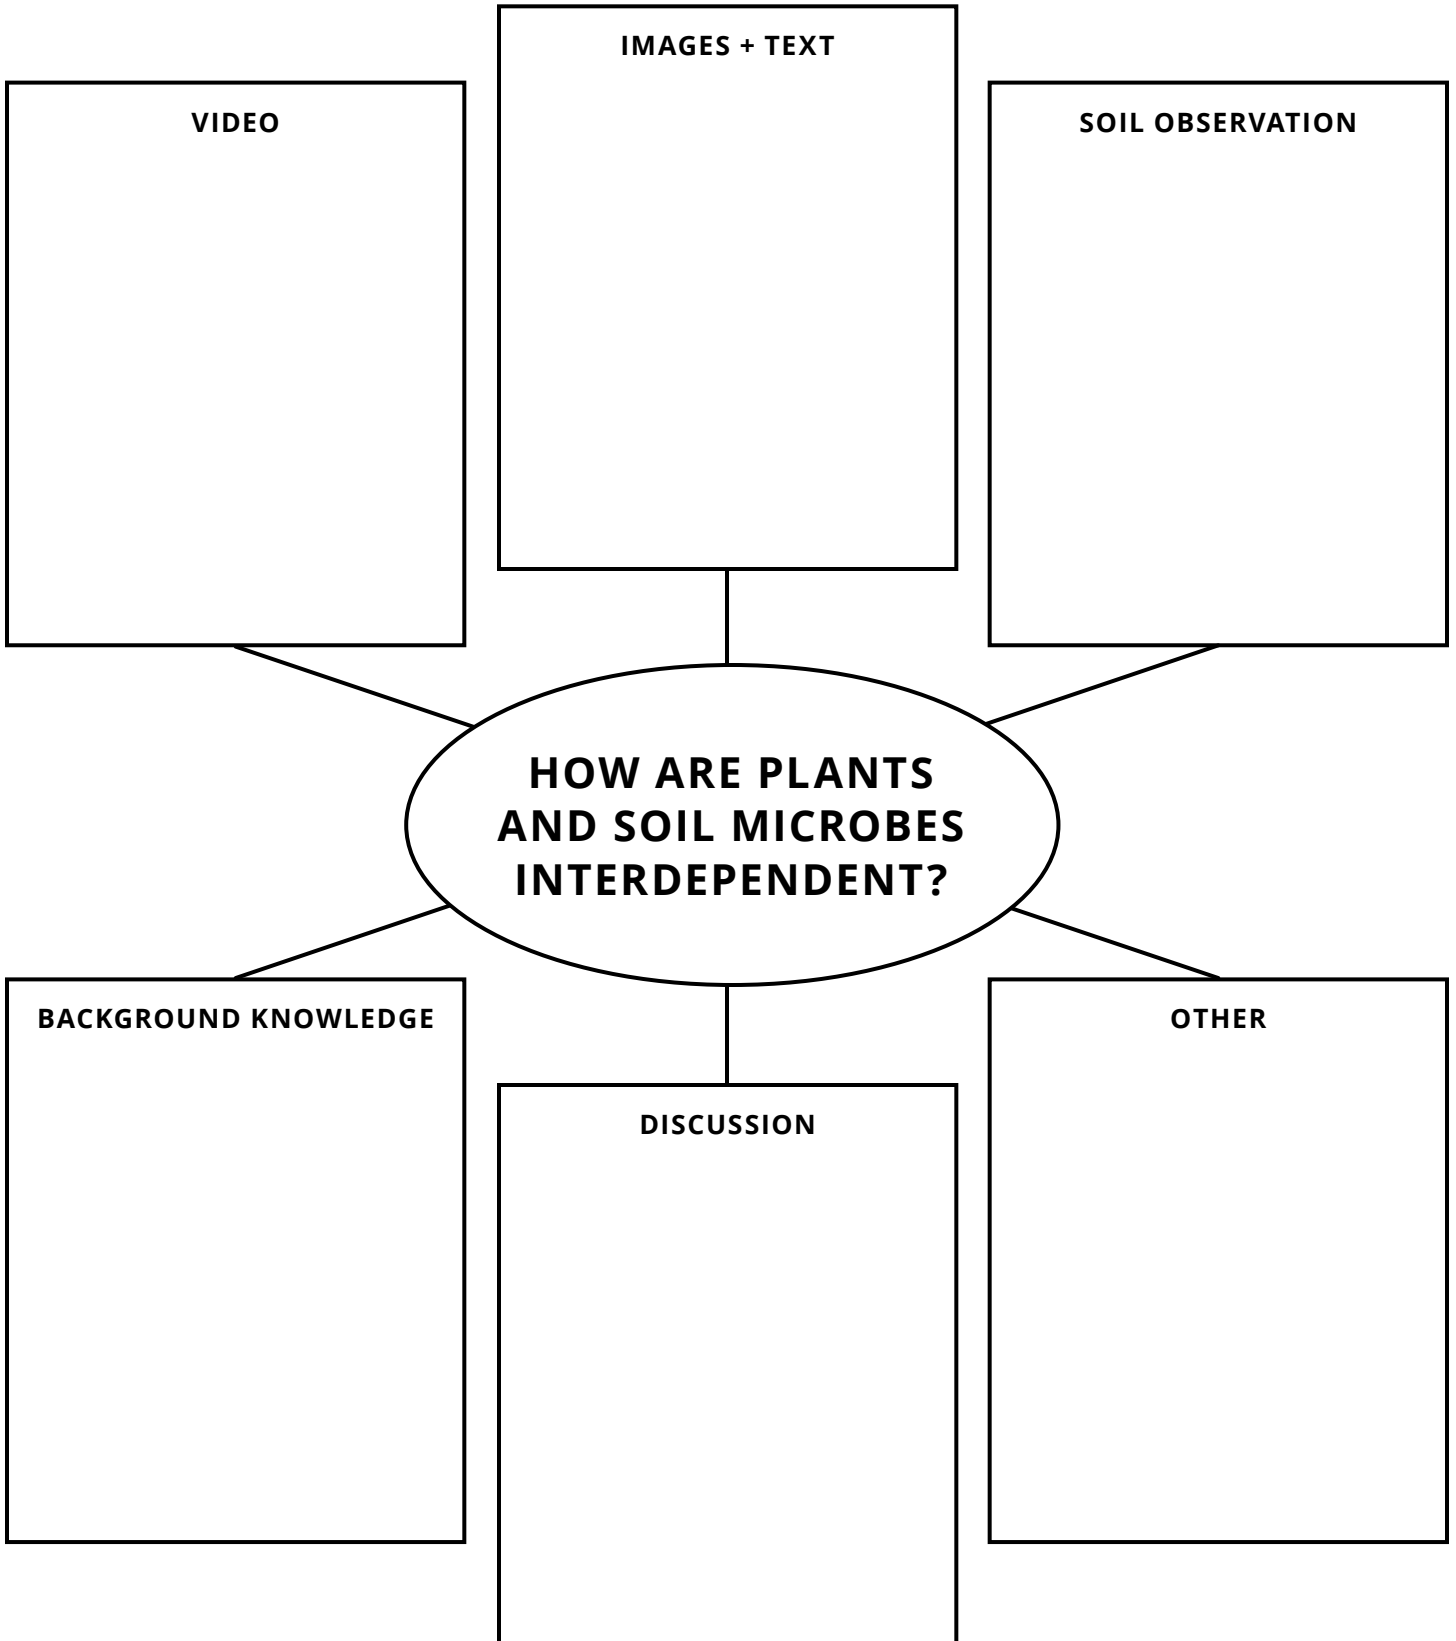 IMAGES + TEXT
VIDEO
SOIL OBSERVATION
HOW ARE PLANTS
AND SOIL MICROBES
INTERDEPENDENT?
BACKGROUND KNOWLEDGE
OTHER
DISCUSSION